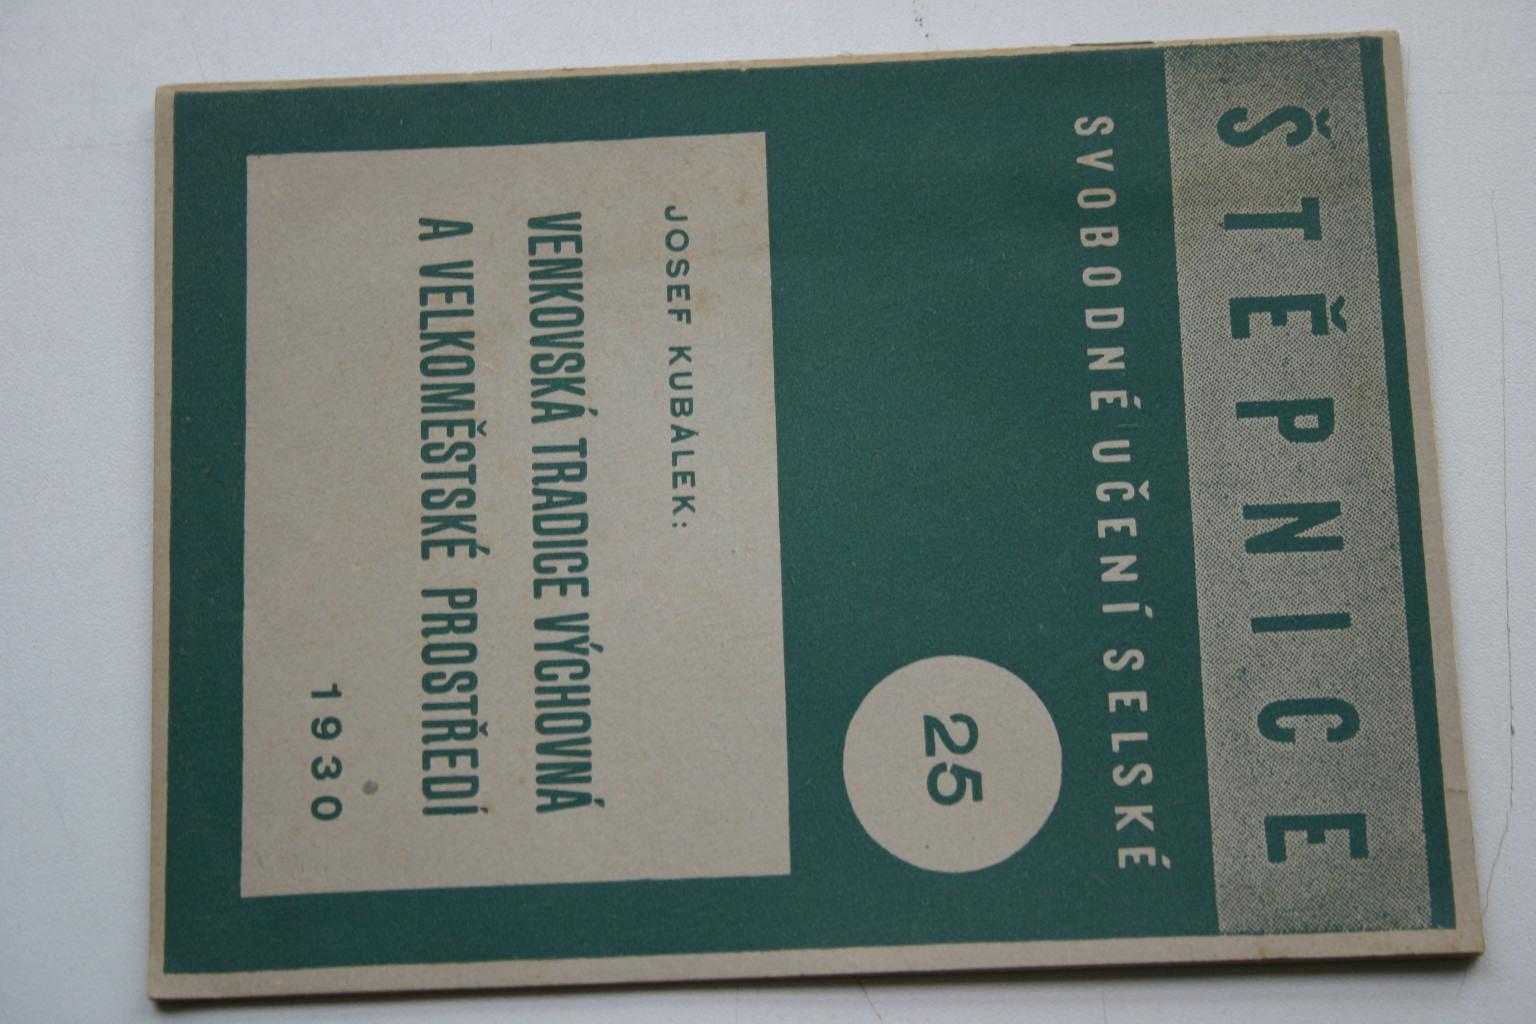 ŠTĚPNICE
SVOBODNÉ UČENÍ SELSKÉ
25
JOSEF KUBÁLEK:
VENKOVSKÁ TRADICE VÝCHOVNÁ
A VELKOMĚSTSKÉ PROSTŘEDÍ
1930